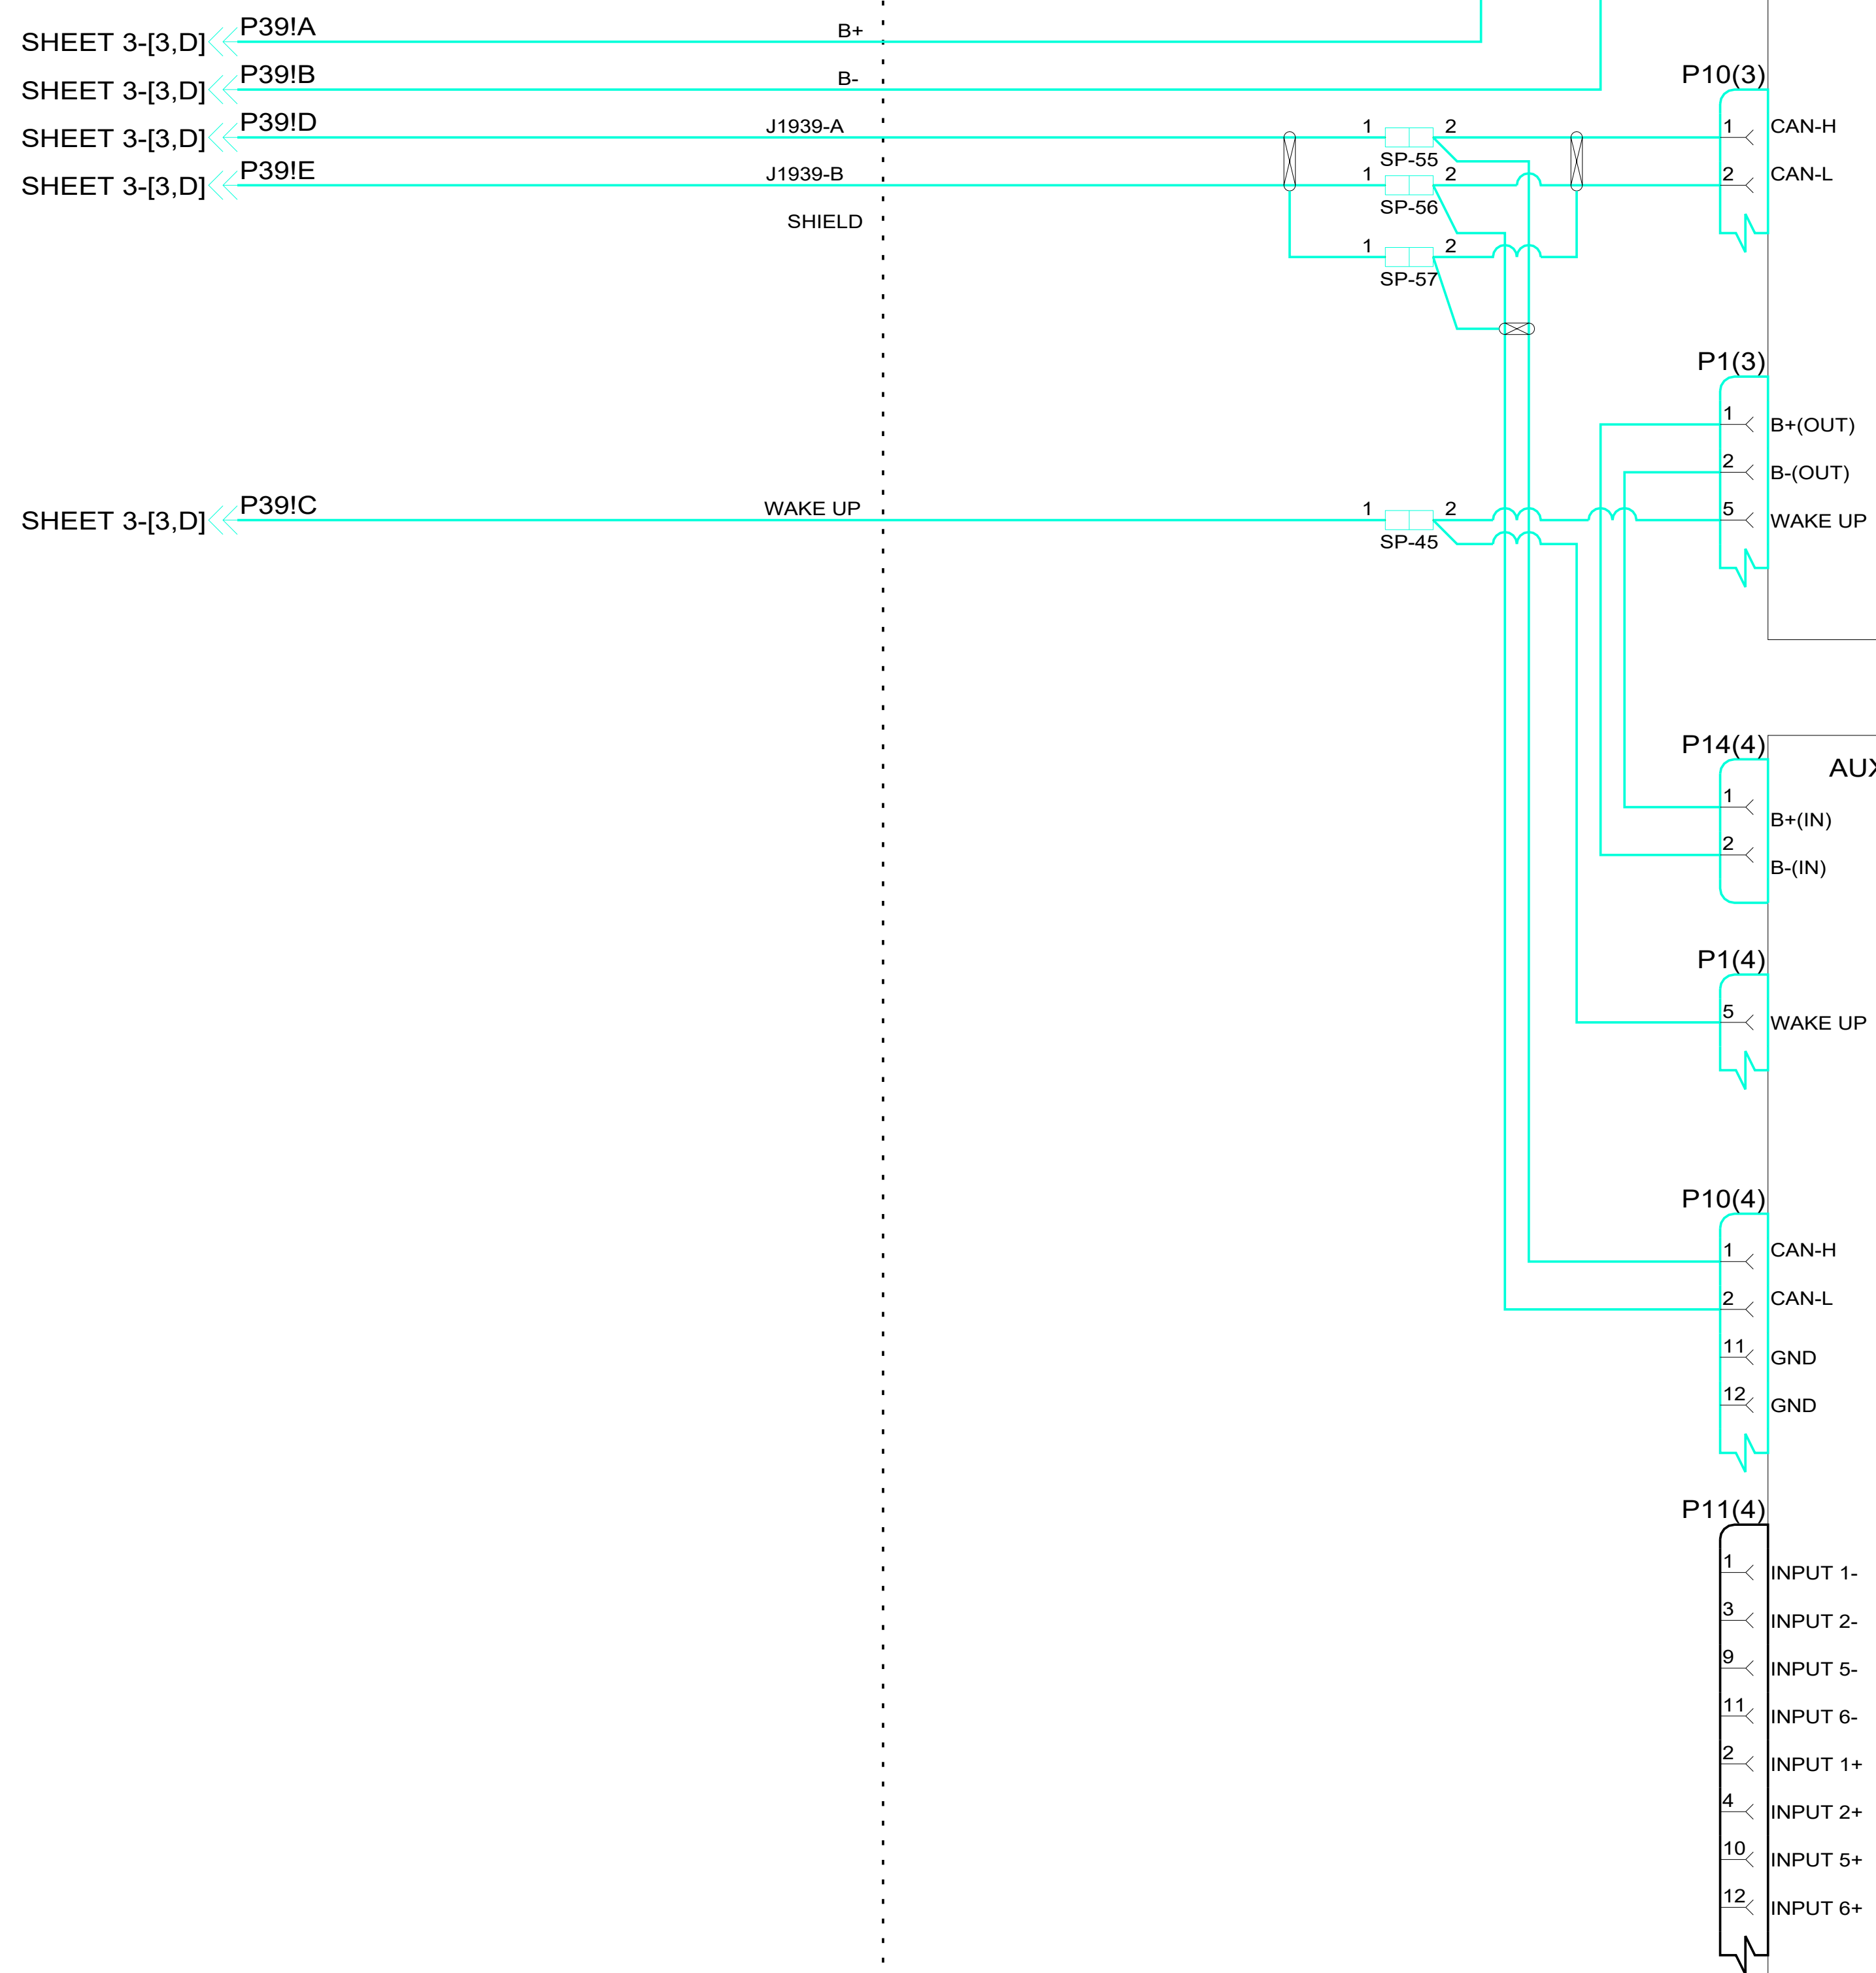 SHEET 3-[3,D] P39!A B+
SHEET 3-[3,D] P39!B B-
P10(3)
SHEET 3-[3,D] P39!D J1939-A 1 2 1 CAN-H
SP-55
SHEET 3-[3,D] P39!E J1939-B 1 2 2 CAN-L
SP-56
SHIELD
1 2
SP-57
P1(3)
1 B+(OUT)
2 B-(OUT)
SHEET 3-[3,D] P39!C WAKE UP 1 2 5 WAKE UP
SP-45
P14(4)
AUX
1 B+(IN)
2 B-(IN)
P1(4)
5 WAKE UP
P10(4)
1 CAN-H
2 CAN-L
11 GND
12 GND
P11(4)
1 INPUT 1-
3 INPUT 2-
9 INPUT 5-
11 INPUT 6-
2 INPUT 1+
4 INPUT 2+
10 INPUT 5+
12 INPUT 6+